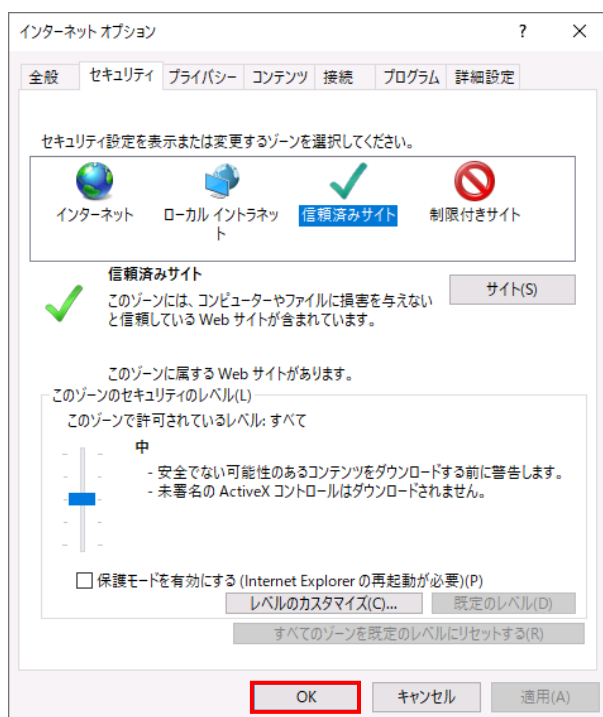 インターネット オプション
? ×
全般 セキュリティ プライバシー コンテンツ 接続 プログラム 詳細設定
セキュリティ設定を表示または変更するゾーンを選択してください。
インターネット ローカル イントラネッ 信頼済みサイト 制限付きサイト
ト
信頼済みサイト
このゾーンには、コンピューターやファイルに損害を与えない
と信頼している Web サイトが含まれています。
サイト(S)
このゾーンに属する Web サイトがあります。
このゾーンのセキュリティのレベル(L)
このゾーンで許可されているレベル: すべて
中
- 安全でない可能性のあるコンテンツをダウンロードする前に警告します。
- 未署名の ActiveX コントロールはダウンロードされません。
保護モードを有効にする (Internet Explorer の再起動が必要)(P)
レベルのカスタマイズ(C)... 既定のレベル(D)
すべてのゾーンを既定のレベルにリセットする(R)
OK キャンセル 適用(A)